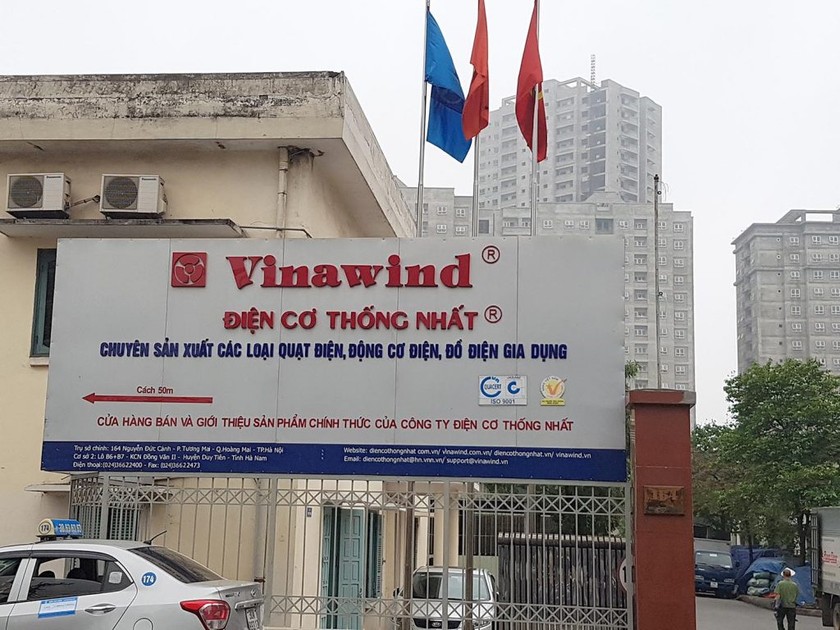 Vinawind ®
ĐIỆN CƠ THỐNG NHẤT ®
CHUYÊN SẢN XUẤT CÁC LOẠI QUẠT ĐIỆN, ĐỘNG CƠ ĐIỆN, ĐỒ ĐIỆN GIA DỤNG
Cách 50m
QUACERT
ISO 9001
CỬA HÀNG BÁN VÀ GIỚI THIỆU SẢN PHẨM CHÍNH THỨC CỦA CÔNG TY ĐIỆN CƠ THỐNG NHẤT
Trụ sở chính: 164 Nguyễn Đức Cảnh - P.Tương Mai - Q.Hoàng Mai - TP.Hà Nội
Cơ sở 2: Lô B6+B7 - KCN Đồng Văn II - Huyện Duy Tiên - Tỉnh Hà Nam
Điện thoại:(024)36622400 - Fax:(024)36622473
Website: diencothongnhat.com.vn/ vinawind.com.vn/ diencothongnhat.vn/ vinawind.vn
Email: diencothongnhat@hn.vnn.vn/ support@vinawind.vn
174
174